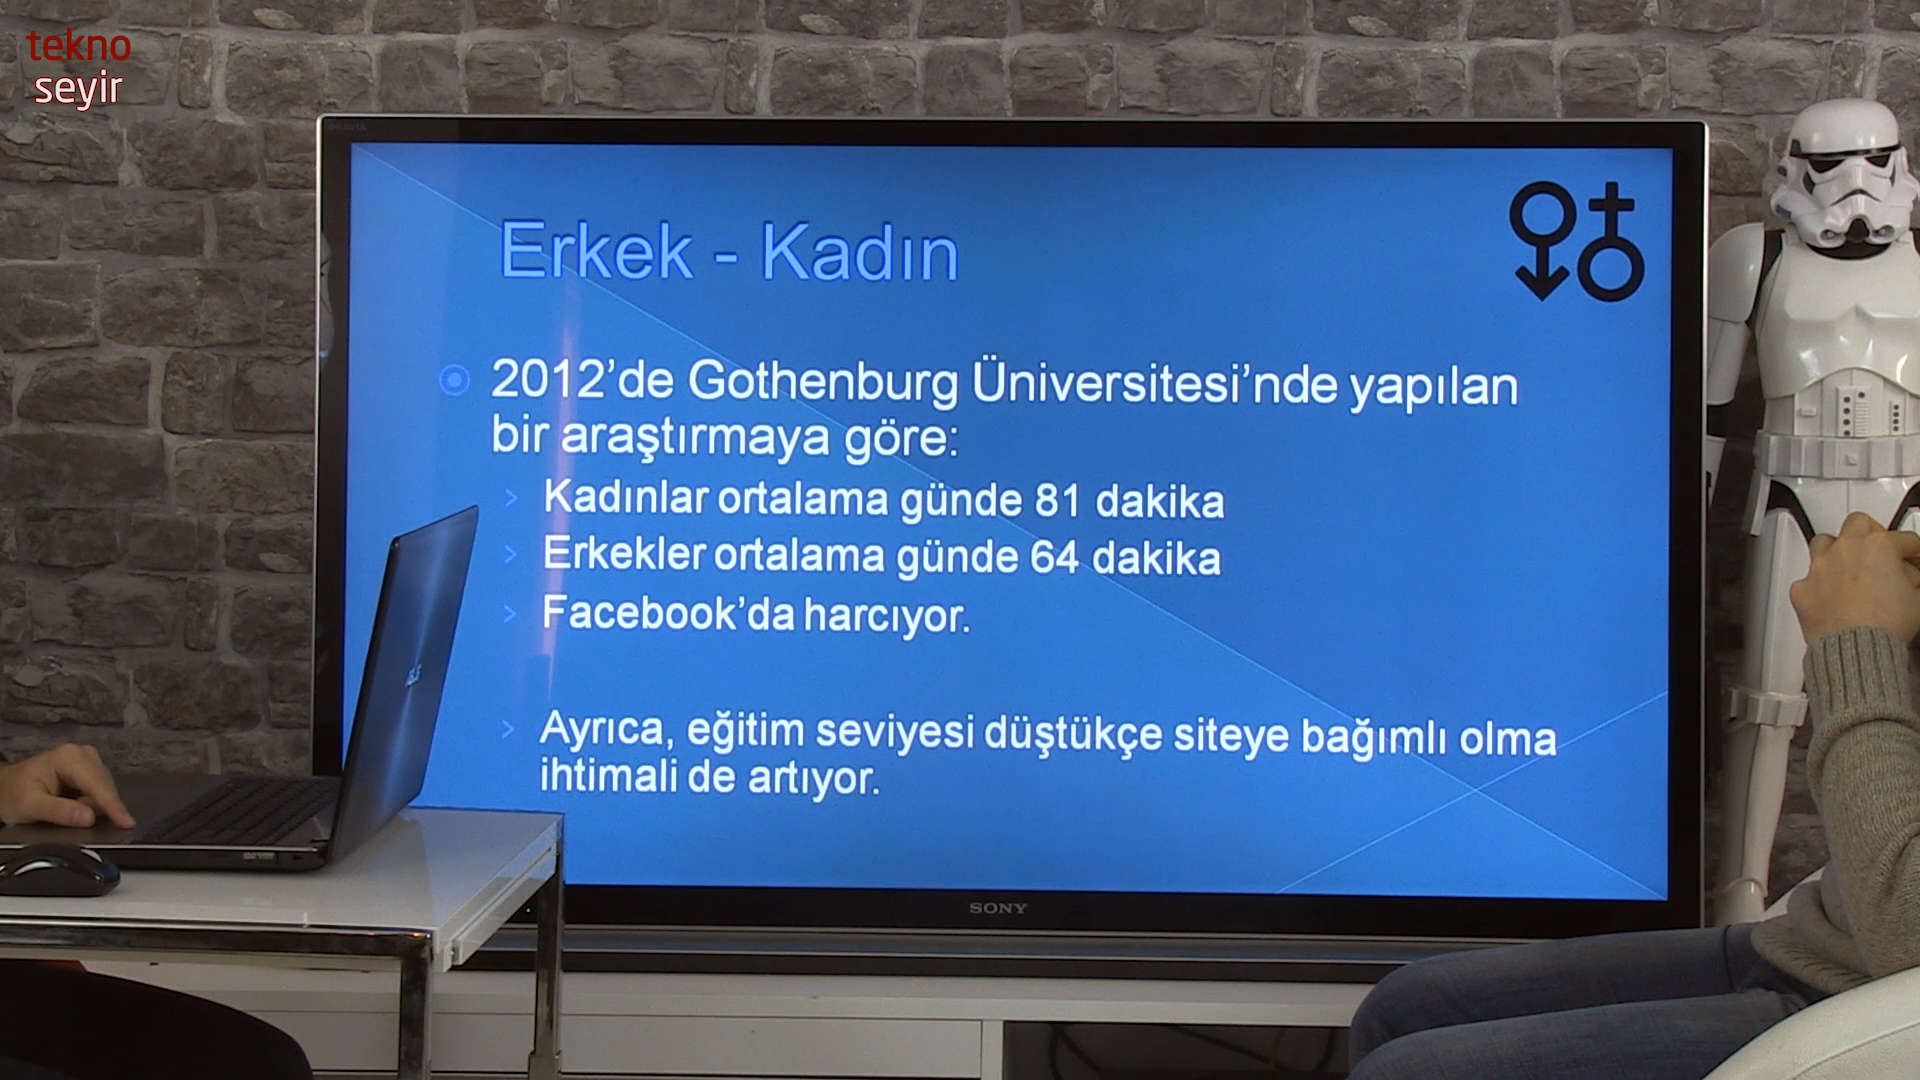 tekno
seyir
BRAVIA
Erkek - Kadın
2012’de Gothenburg Üniversitesi’nde yapılan
bir araştırmaya göre:
Kadınlar ortalama günde 81 dakika
Erkekler ortalama günde 64 dakika
Facebook’da harcıyor.
Ayrıca, eğitim seviyesi düştükçe siteye bağımlı olma
ihtimali de artıyor.
SONY